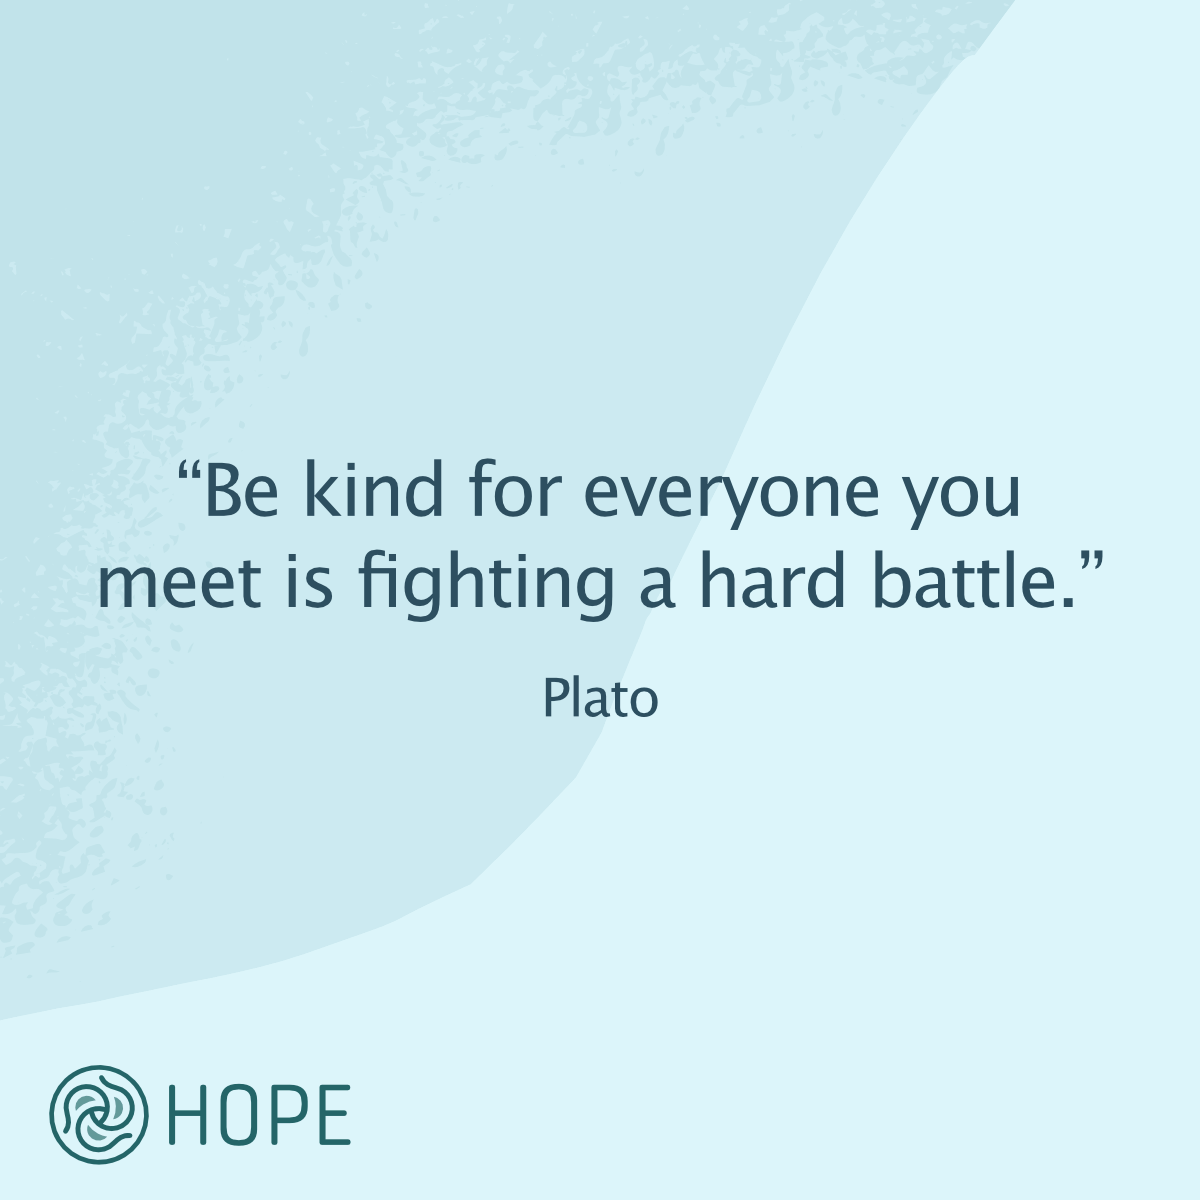 “Be kind for everyone you
meet is fighting a hard battle.”
Plato
HOPE